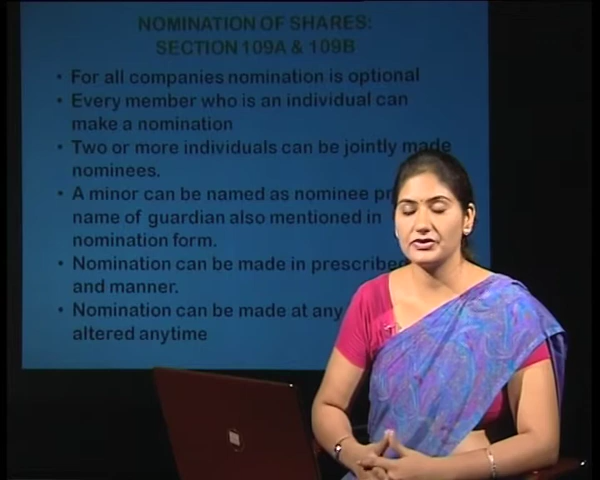 NOMINATION OF SHARES:
SECTION 109A & 109B
• For all companies nomination is optional
• Every member who is an individual can
make a nomination
• Two or more individuals can be jointly made
nominees.
• A minor can be named as nominee
name of guardian also mentioned in
nomination form.
• Nomination can be made in prescribed
and manner.
• Nomination can be made at any
altered anytime